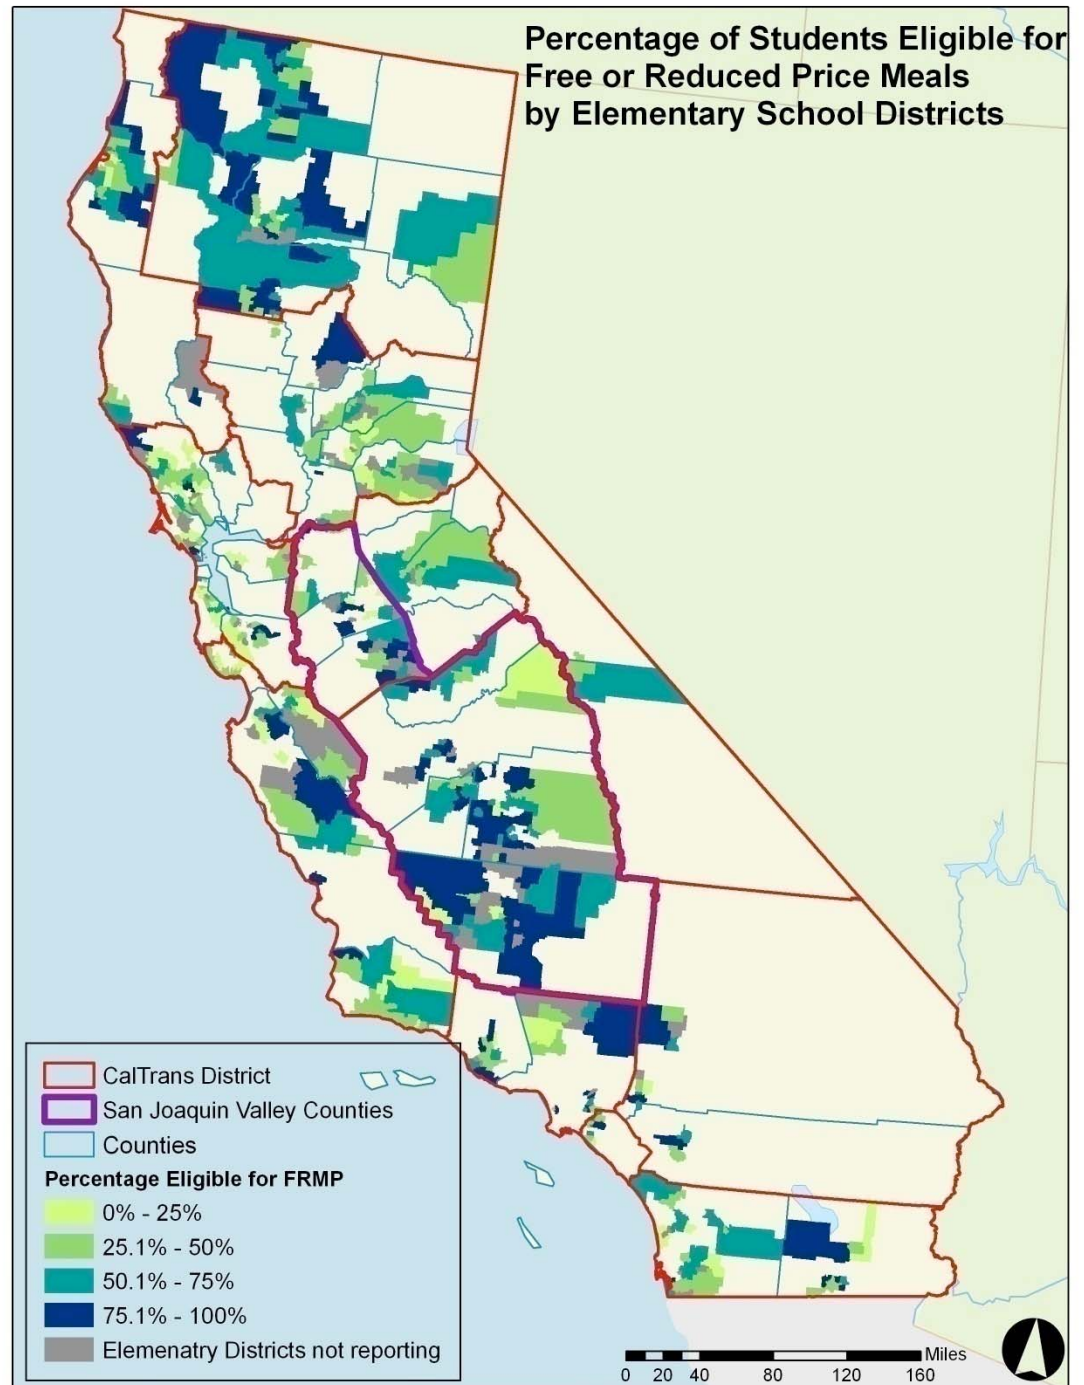 Percentage of Students Eligible for
Free or Reduced Price Meals
by Elementary School Districts
CalTrans District
San Joaquin Valley Counties
Counties
Percentage Eligible for FRMP
0% - 25%
25.1% - 50%
50.1% - 75%
75.1% - 100%
Elemenatry Districts not reporting
Miles
0 20 40 80 120 160